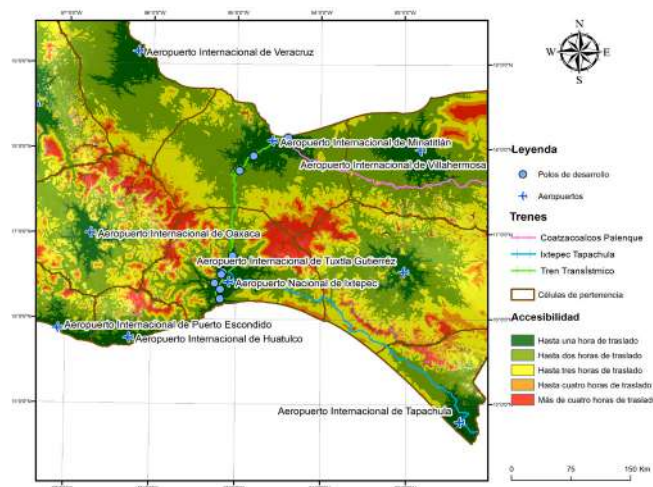 Aeropuerto Internacional de Veracruz
Aeropuerto Internacional de Minatitlán
Aeropuerto Internacional de Villahermosa
Aeropuerto Internacional de Oaxaca
Aeropuerto Internacional de Tuxtla Gutiérrez
Aeropuerto Nacional de Ixtepec
Aeropuerto Internacional de Puerto Escondido
Aeropuerto Internacional de Huatulco
Aeropuerto Internacional de Tapachula
N
W E
S
Leyenda
Polos de desarrollo
Aeropuertos
Trenes
Coatzacoalcos Palenque
Ixtepec Tapachula
Tren Transístmico
Células de pertenencia
Accesibilidad
Hasta una hora de traslado
Hasta dos horas de traslado
Hasta tres horas de traslado
Hasta cuatro horas de traslado
Más de cuatro horas de traslad
0 75 150 Km